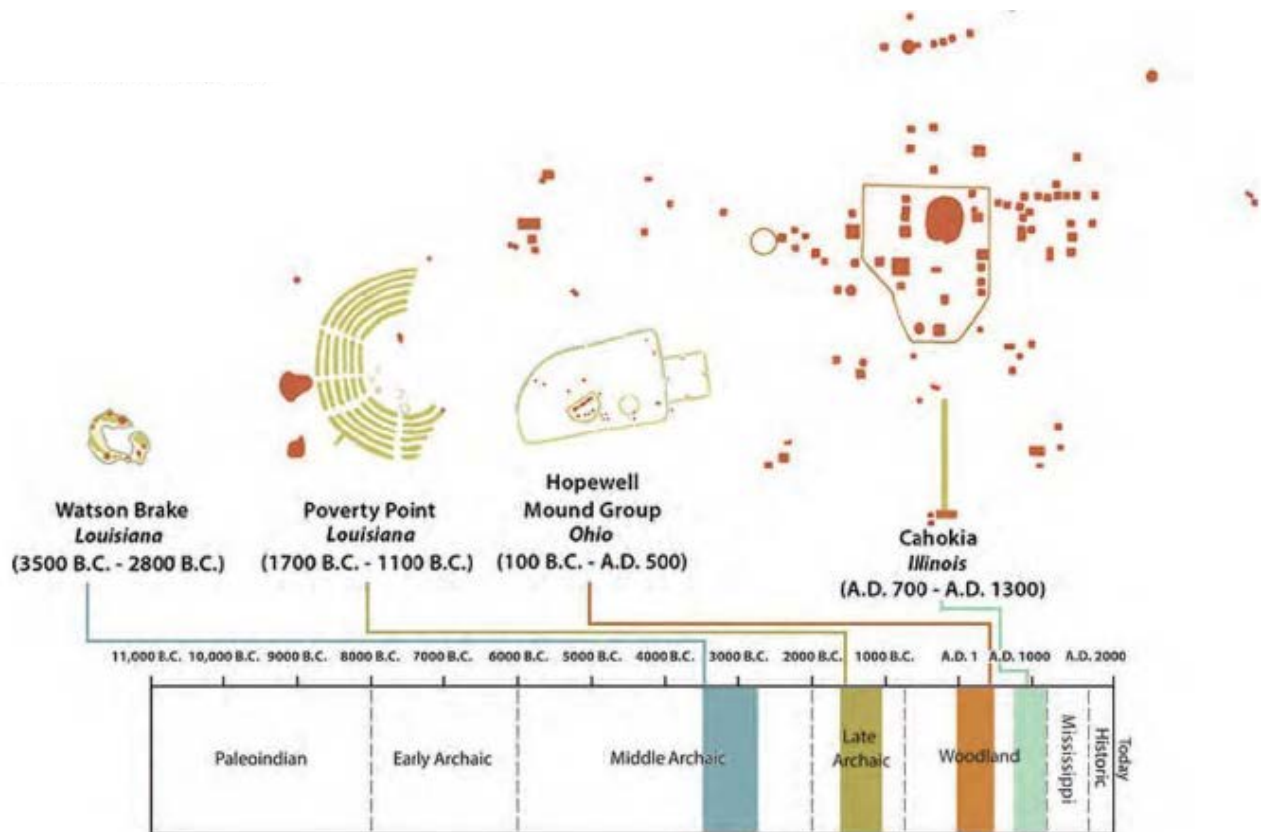 Watson Brake
Louisiana
(3500 B.C. - 2800 B.C.)
Poverty Point
Louisiana
(1700 B.C. - 1100 B.C.)
Hopewell
Mound Group
Ohio
(100 B.C. - A.D. 500)
Cahokia
Illinois
(A.D. 700 - A.D. 1300)
11,000 B.C. 10,000 B.C. 9000 B.C. 8000 B.C. 7000 B.C. 6000 B.C. 5000 B.C. 4000 B.C. 3000 B.C. 2000 B.C. 1000 B.C. A.D. 1 A.D. 1000 A.D. 2000
Paleoindian
Early Archaic
Middle Archaic
Late
Archaic
Woodland
Mississippi
Historic
Today